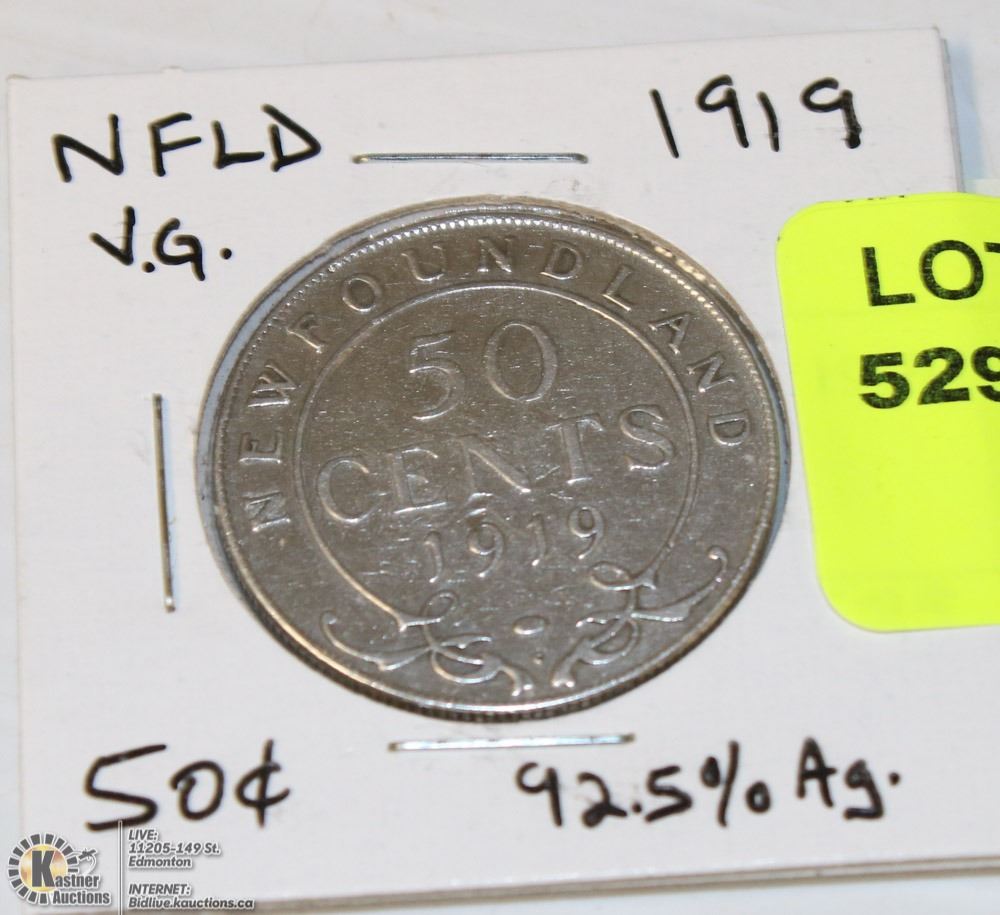 NFLD 1919
V.G.
NEWFOUNDLAND
50
CENTS
1919
50¢ 92.5% Ag.
LOT
529
Kastner
Auctions
LIVE:
11205-149 St.
Edmonton
INTERNET:
Bidlive.kauctions.ca